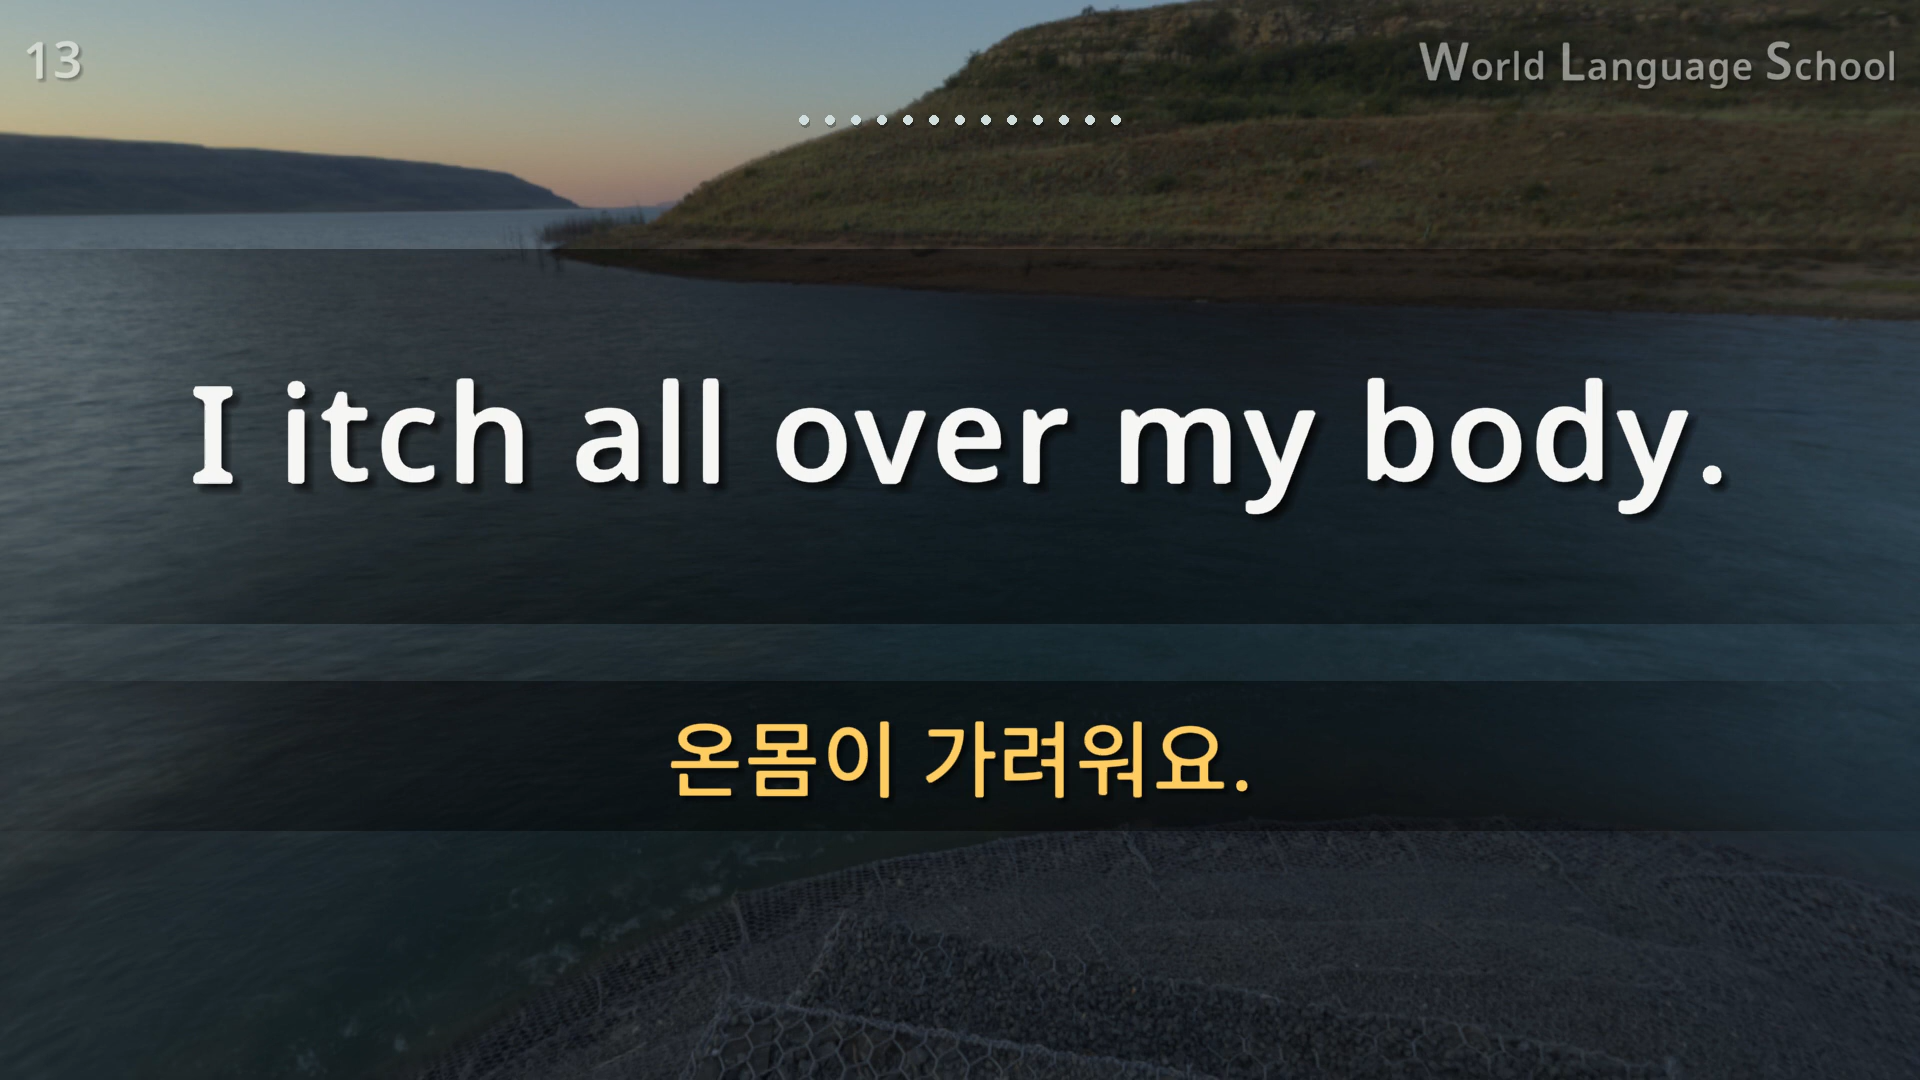 13
World Language School
I itch all over my body.
온몸이 가려워요.